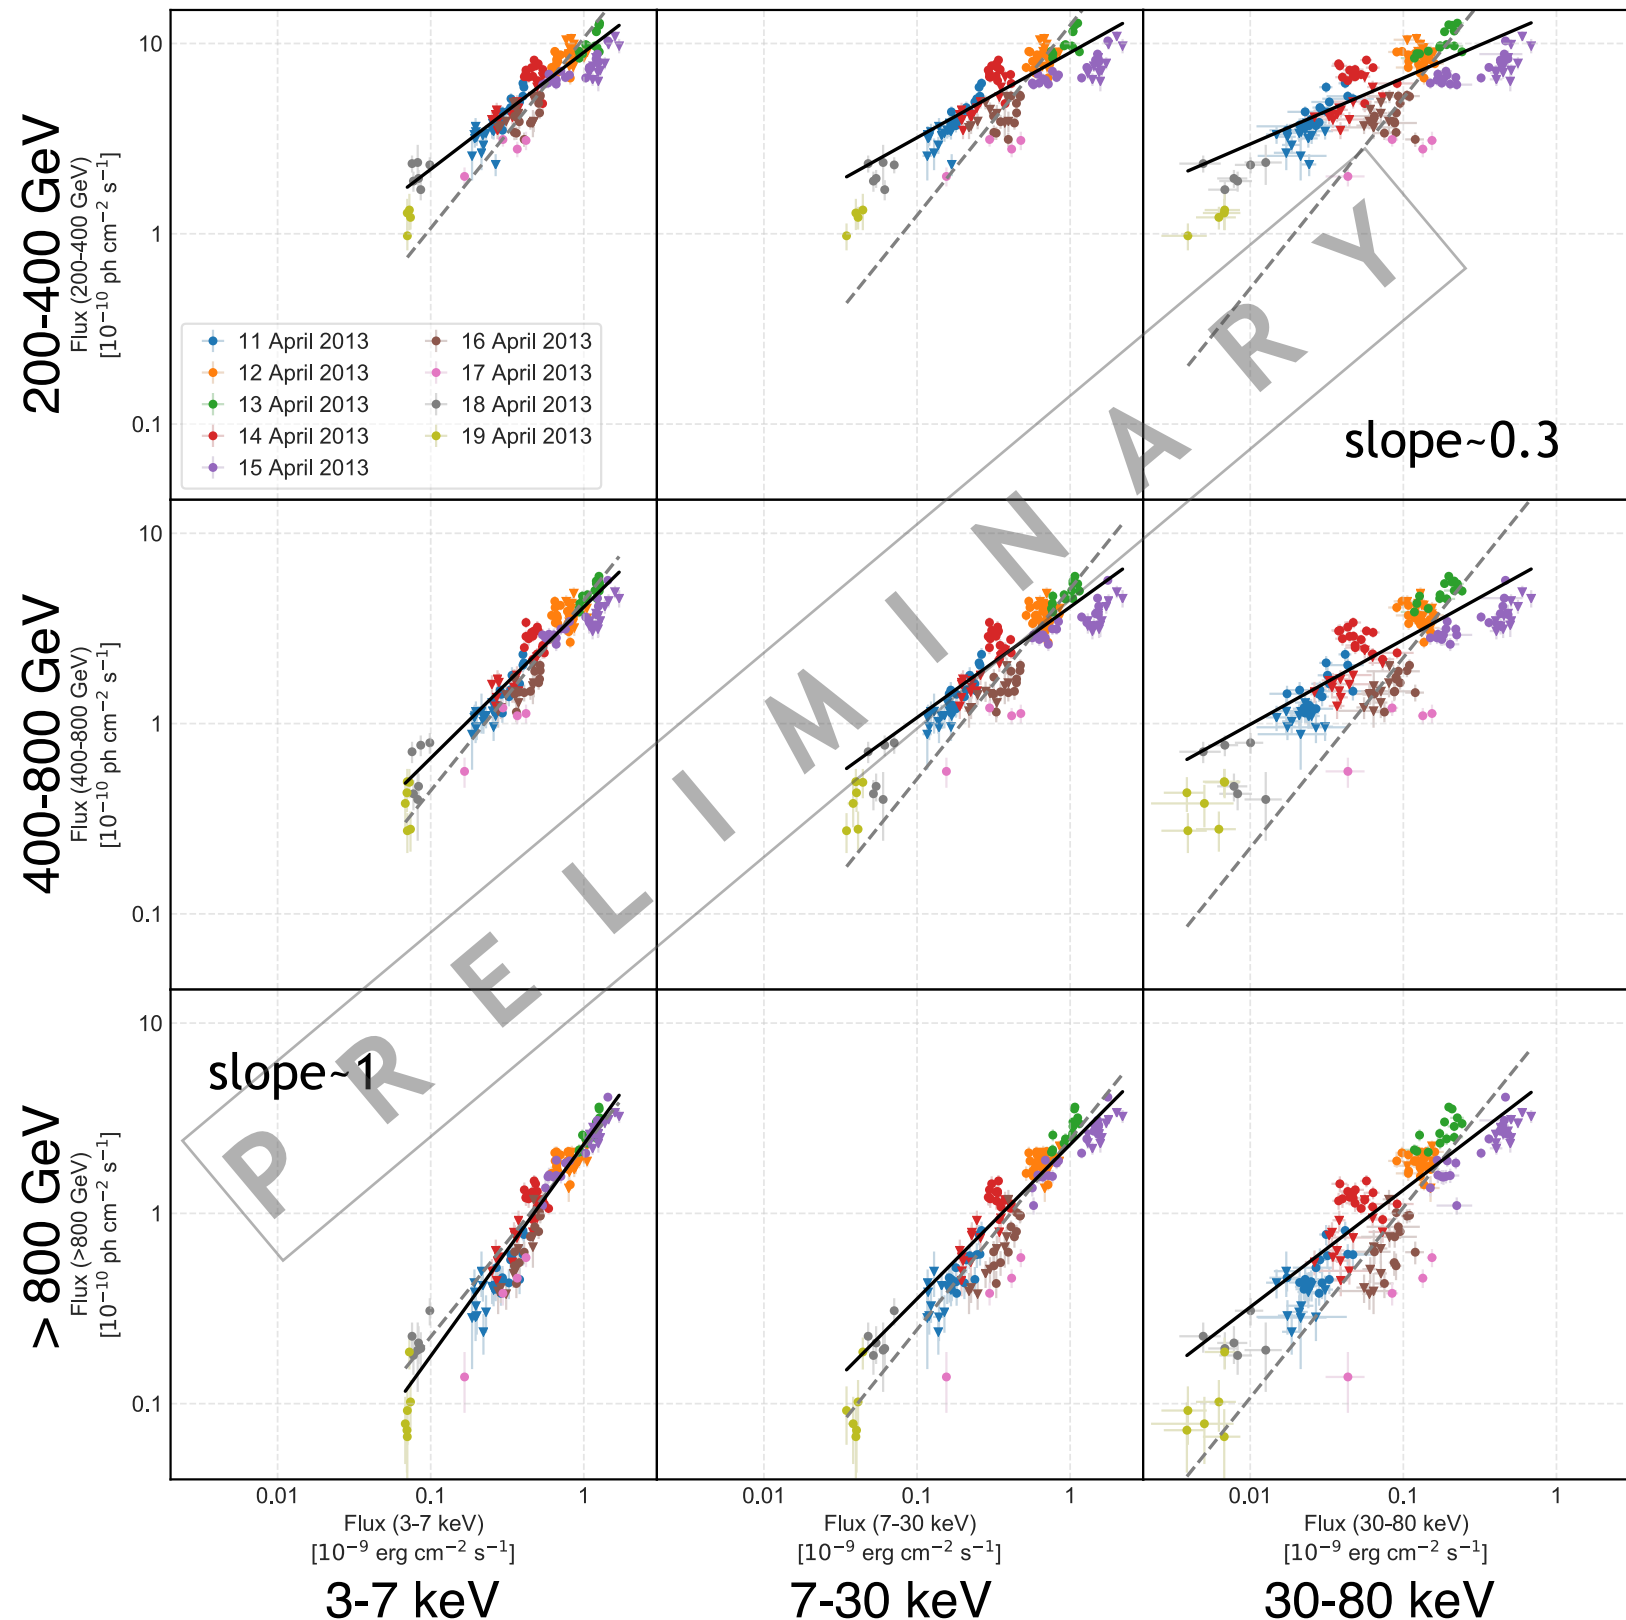 200-400 GeV
Flux (200-400 GeV)
[10⁻¹⁰ ph cm⁻² s⁻¹]
10
1
0.1
11 April 2013
12 April 2013
13 April 2013
14 April 2013
15 April 2013
16 April 2013
17 April 2013
18 April 2013
19 April 2013
slope~0.3
400-800 GeV
Flux (400-800 GeV)
[10⁻¹⁰ ph cm⁻² s⁻¹]
10
1
0.1
PRELIMINARY
> 800 GeV
Flux (>800 GeV)
[10⁻¹⁰ ph cm⁻² s⁻¹]
10
1
0.1
slope~1
0.01 0.1 1
0.01 0.1 1
0.01 0.1 1
Flux (3-7 keV)
[10⁻⁹ erg cm⁻² s⁻¹]
3-7 keV
Flux (7-30 keV)
[10⁻⁹ erg cm⁻² s⁻¹]
7-30 keV
Flux (30-80 keV)
[10⁻⁹ erg cm⁻² s⁻¹]
30-80 keV